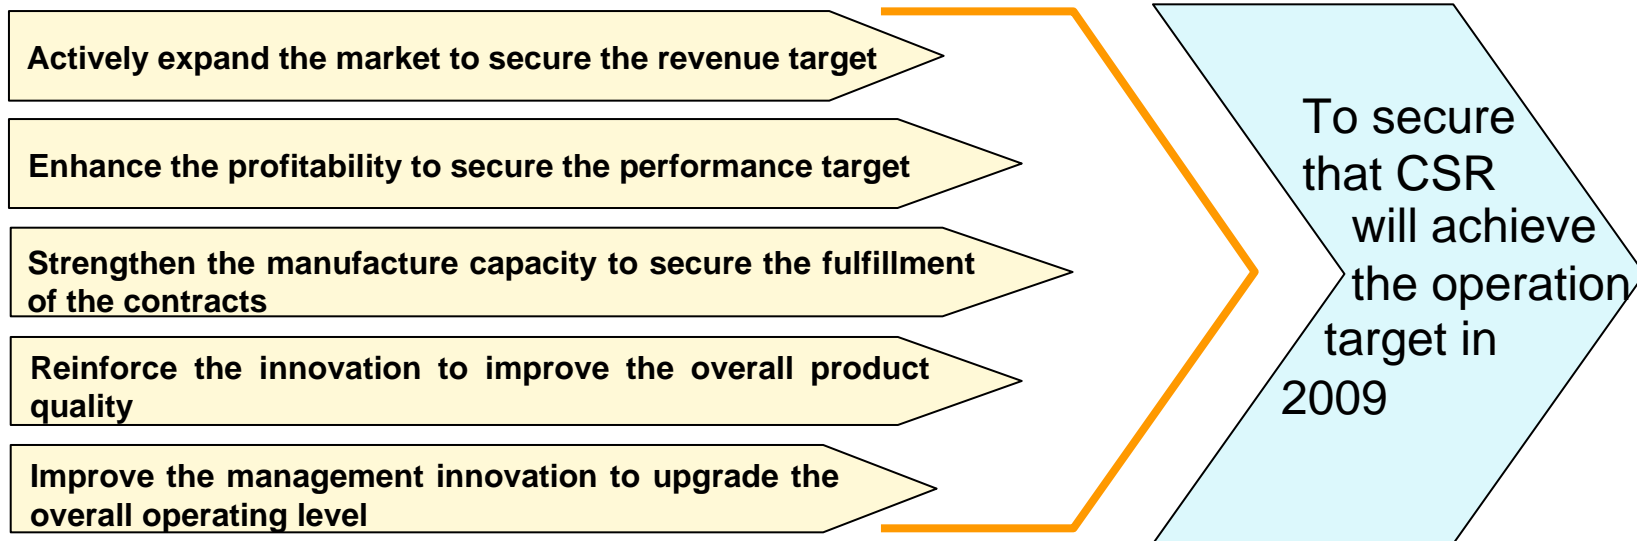 Actively expand the market to secure the revenue target
Enhance the profitability to secure the performance target
Strengthen the manufacture capacity to secure the fulfillment
of the contracts
Reinforce the innovation to improve the overall product
quality
Improve the management innovation to upgrade the
overall operating level
To secure
that CSR
will achieve
the operation
target in
2009